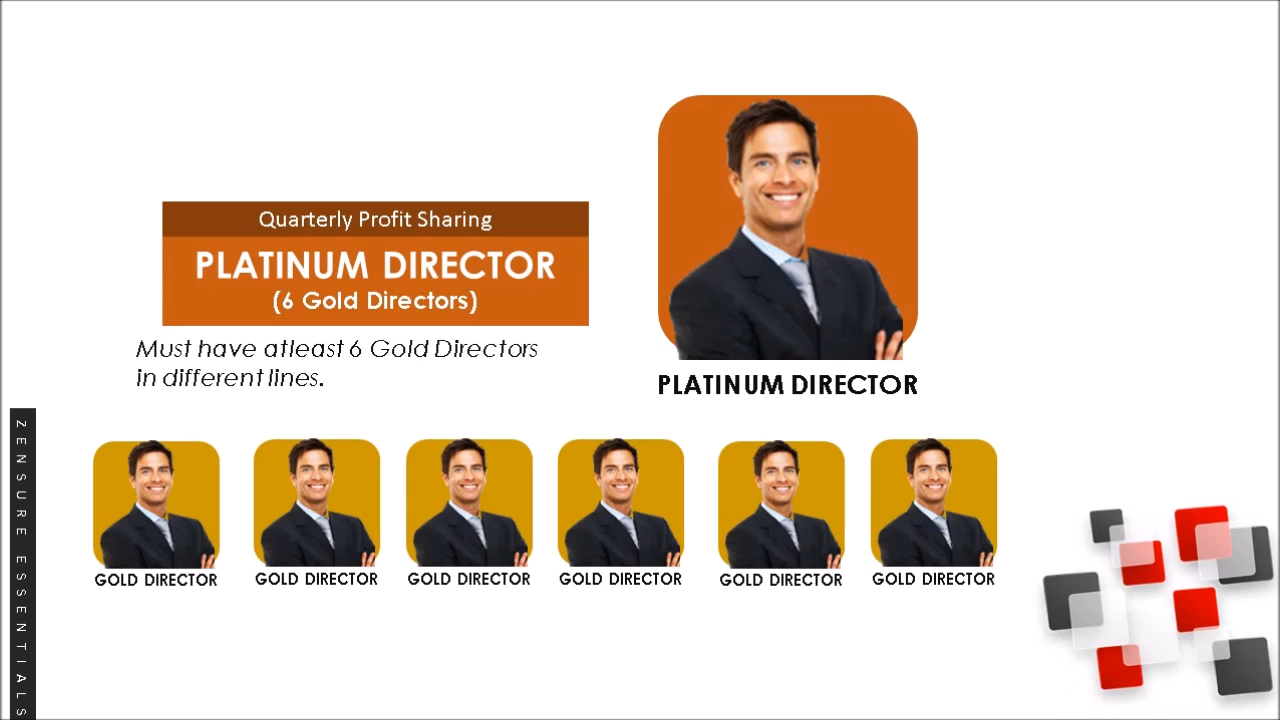 Quarterly Profit Sharing
PLATINUM DIRECTOR
(6 Gold Directors)
Must have atleast 6 Gold Directors
in different lines.
PLATINUM DIRECTOR
GOLD DIRECTOR
GOLD DIRECTOR
GOLD DIRECTOR
GOLD DIRECTOR
GOLD DIRECTOR
GOLD DIRECTOR
ZENSURE ESSENTIALS